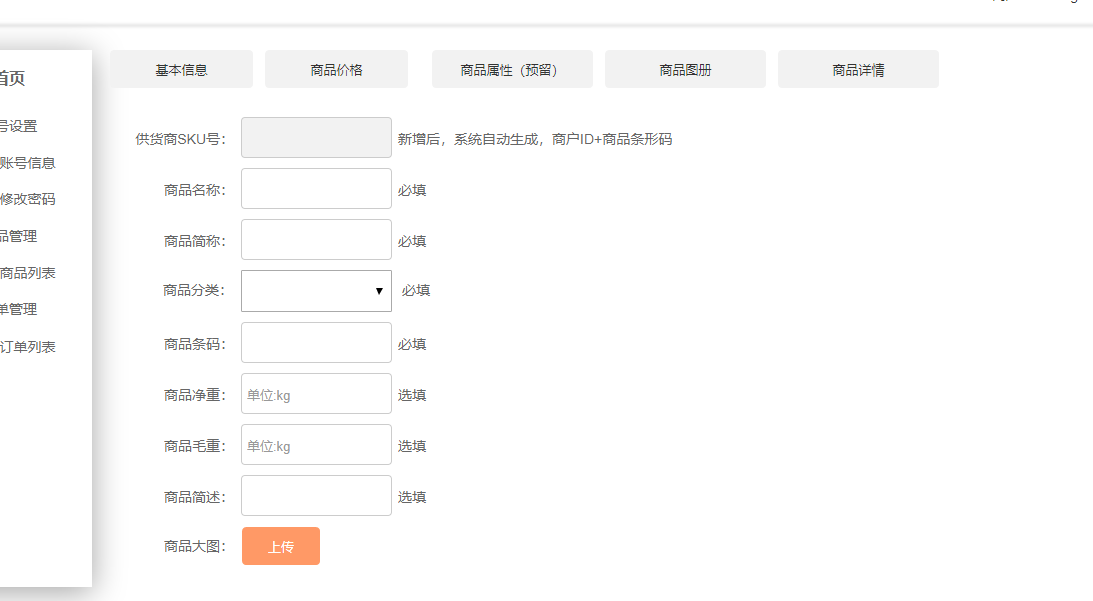 首页
号设置
账号信息
修改密码
品管理
商品列表
单管理
订单列表
基本信息 商品价格 商品属性（预留） 商品图册 商品详情
供货商SKU号： 新增后，系统自动生成，商户ID+商品条形码
商品名称： 必填
商品简称： 必填
商品分类： ▼ 必填
商品条码： 必填
商品净重： 单位:kg 选填
商品毛重： 单位:kg 选填
商品简述： 选填
商品大图： 上传